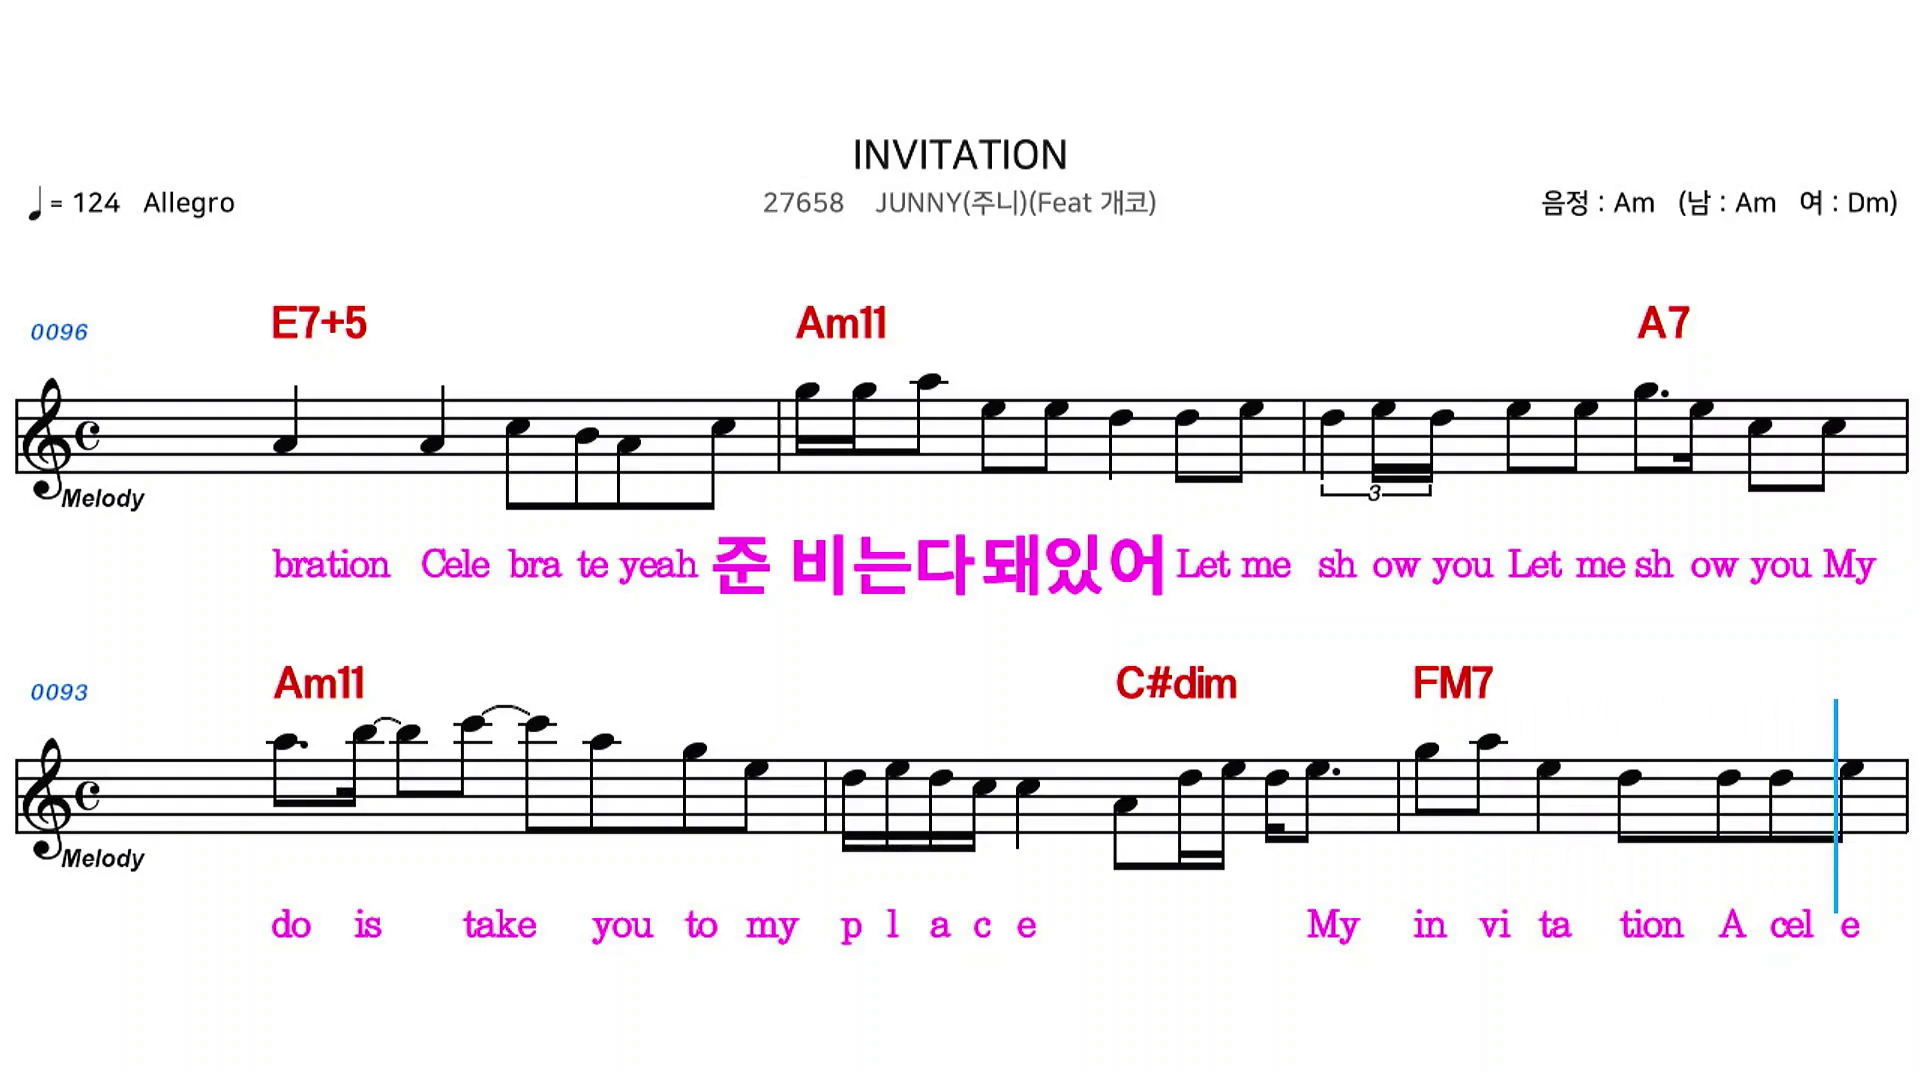 INVITATION
♩= 124 Allegro
27658 JUNNY(주니)(Feat 개코)
음정 : Am (남 : Am 여 : Dm)
0096 E7+5 Am11 A7
3
Melody
bration Cele bra te yeah 준 비는다돼있어 Let me sh ow you Let me sh ow you My
0093 Am11 C#dim FM7
Melody
do is take you to my p l a c e My in vi ta tion A cel e